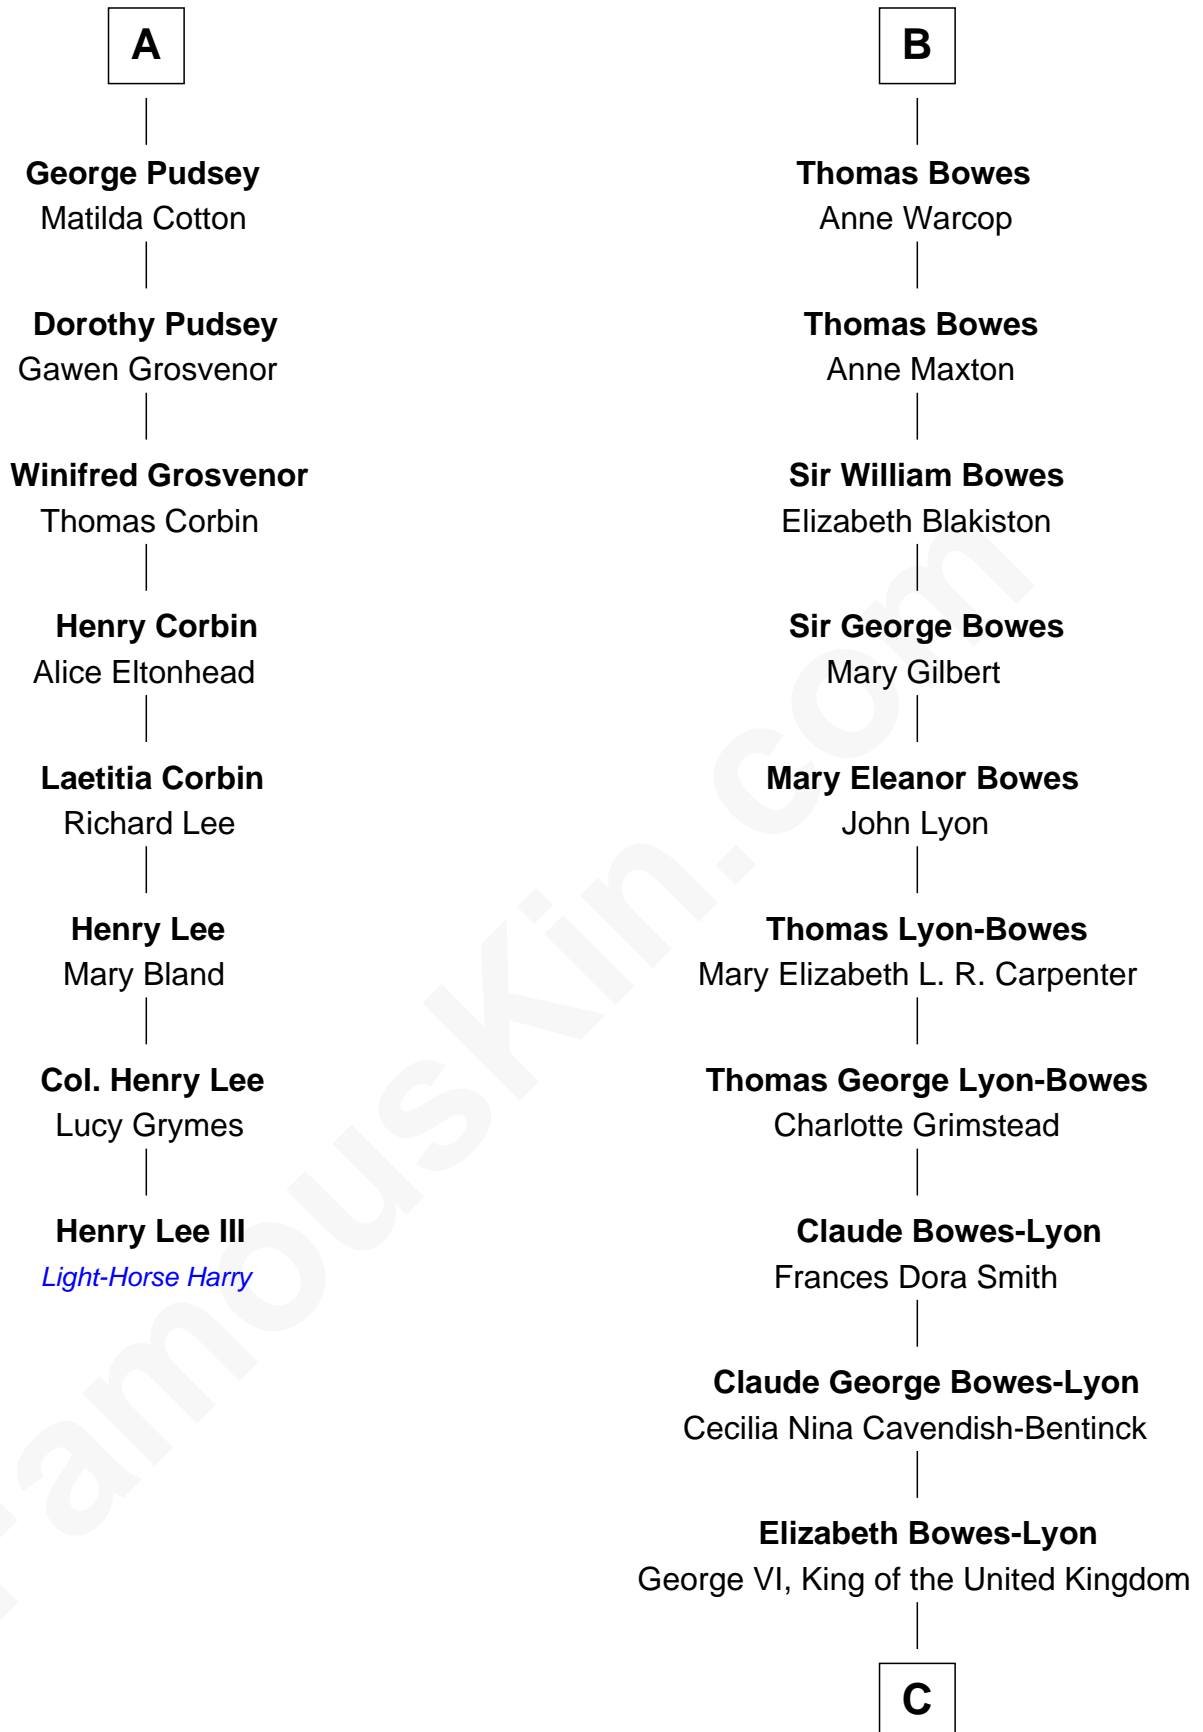 A
George Pudsey
Matilda Cotton
Dorothy Pudsey
Gawen Grosvenor
Winifred Grosvenor
Thomas Corbin
Henry Corbin
Alice Eltonhead
Laetitia Corbin
Richard Lee
Henry Lee
Mary Bland
Col. Henry Lee
Lucy Grymes
Henry Lee III
Light-Horse Harry
B
Thomas Bowes
Anne Warcop
Thomas Bowes
Anne Maxton
Sir William Bowes
Elizabeth Blakiston
Sir George Bowes
Mary Gilbert
Mary Eleanor Bowes
John Lyon
Thomas Lyon-Bowes
Mary Elizabeth L. R. Carpenter
Thomas George Lyon-Bowes
Charlotte Grimstead
Claude Bowes-Lyon
Frances Dora Smith
Claude George Bowes-Lyon
Cecilia Nina Cavendish-Bentinck
Elizabeth Bowes-Lyon
George VI, King of the United Kingdom
C
FamousKin.com